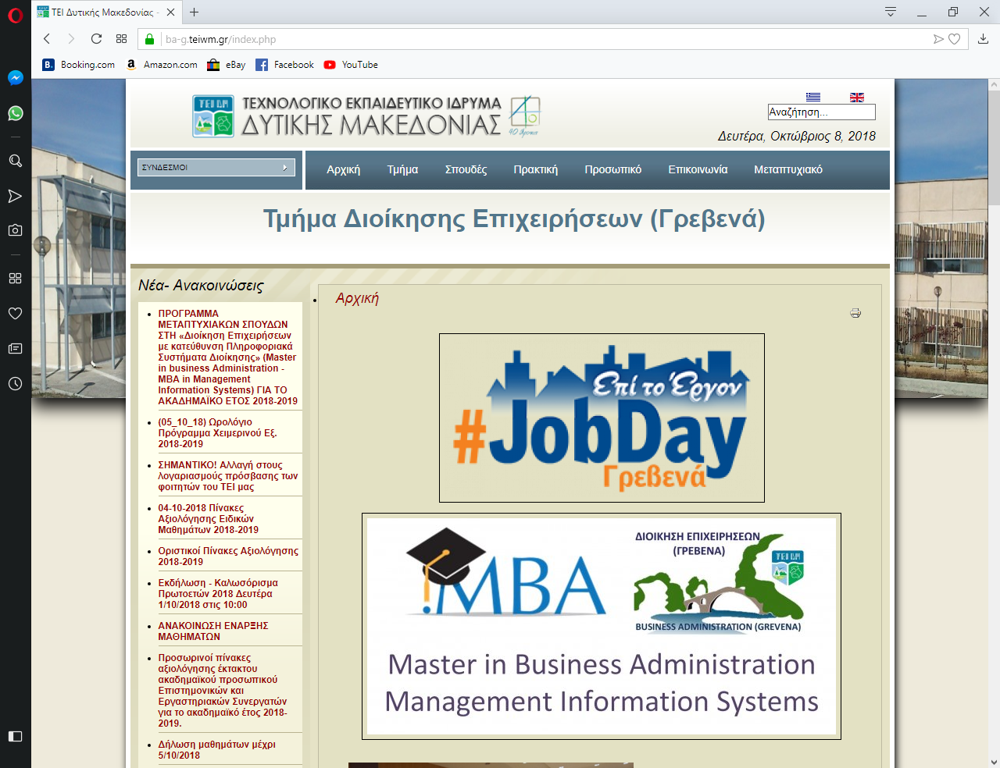 ΤΕΙ Δυτικής Μακεδονίας -
ba-g.teiwm.gr/index.php
Booking.com
Amazon.com
eBay
Facebook
YouTube
ΤΕΙ ΔΜ
ΤΕΧΝΟΛΟΓΙΚΟ ΕΚΠΑΙΔΕΥΤΙΚΟ ΙΔΡΥΜΑ
ΔΥΤΙΚΗΣ ΜΑΚΕΔΟΝΙΑΣ
40 Χρόνια
Αναζήτηση...
Δευτέρα, Οκτώβριος 8, 2018
ΣΥΝΔΕΣΜΟΙ
Αρχική
Τμήμα
Σπουδές
Πρακτική
Προσωπικό
Επικοινωνία
Μεταπτυχιακό
Τμήμα Διοίκησης Επιχειρήσεων (Γρεβενά)
Νέα- Ανακοινώσεις
ΠΡΟΓΡΑΜΜΑ
ΜΕΤΑΠΤΥΧΙΑΚΩΝ ΣΠΟΥΔΩΝ
ΣΤΗ «Διοίκηση Επιχειρήσεων
με κατεύθυνση Πληροφοριακά
Συστήματα Διοίκησης» (Master
in business Administration -
MBA in Management
Information Systems) ΓΙΑ ΤΟ
ΑΚΑΔΗΜΑΪΚΟ ΕΤΟΣ 2018-2019
(05_10_18) Ωρολόγιο
Πρόγραμμα Χειμερινού Εξ.
2018-2019
ΣΗΜΑΝΤΙΚΟ! Αλλαγή στους
λογαριασμούς πρόσβασης των
φοιτητών του ΤΕΙ μας
04-10-2018 Πίνακες
Αξιολόγησης Ειδικών
Μαθημάτων 2018-2019
Οριστικοί Πίνακες Αξιολόγησης
2018-2019
Εκδήλωση - Καλωσόρισμα
Πρωτοετών 2018 Δευτέρα
1/10/2018 στις 10:00
ΑΝΑΚΟΙΝΩΣΗ ΕΝΑΡΞΗΣ
ΜΑΘΗΜΑΤΩΝ
Προσωρινοί πίνακες
αξιολόγησης έκτακτου
ακαδημαϊκού προσωπικού
Επιστημονικών και
Εργαστηριακών Συνεργατών
για το ακαδημαϊκό έτος 2018-
2019.
Δήλωση μαθημάτων μέχρι
5/10/2018
Αρχική
Επί το Έργον
#JobDay
Γρεβενά
MBA
ΔΙΟΙΚΗΣΗ ΕΠΙΧΕΙΡΗΣΕΩΝ
(ΓΡΕΒΕΝΑ)
ΤΕΙ ΔΜ
BUSINESS ADMINISTRATION (GREVENA)
Master in Business Administration
Management Information Systems